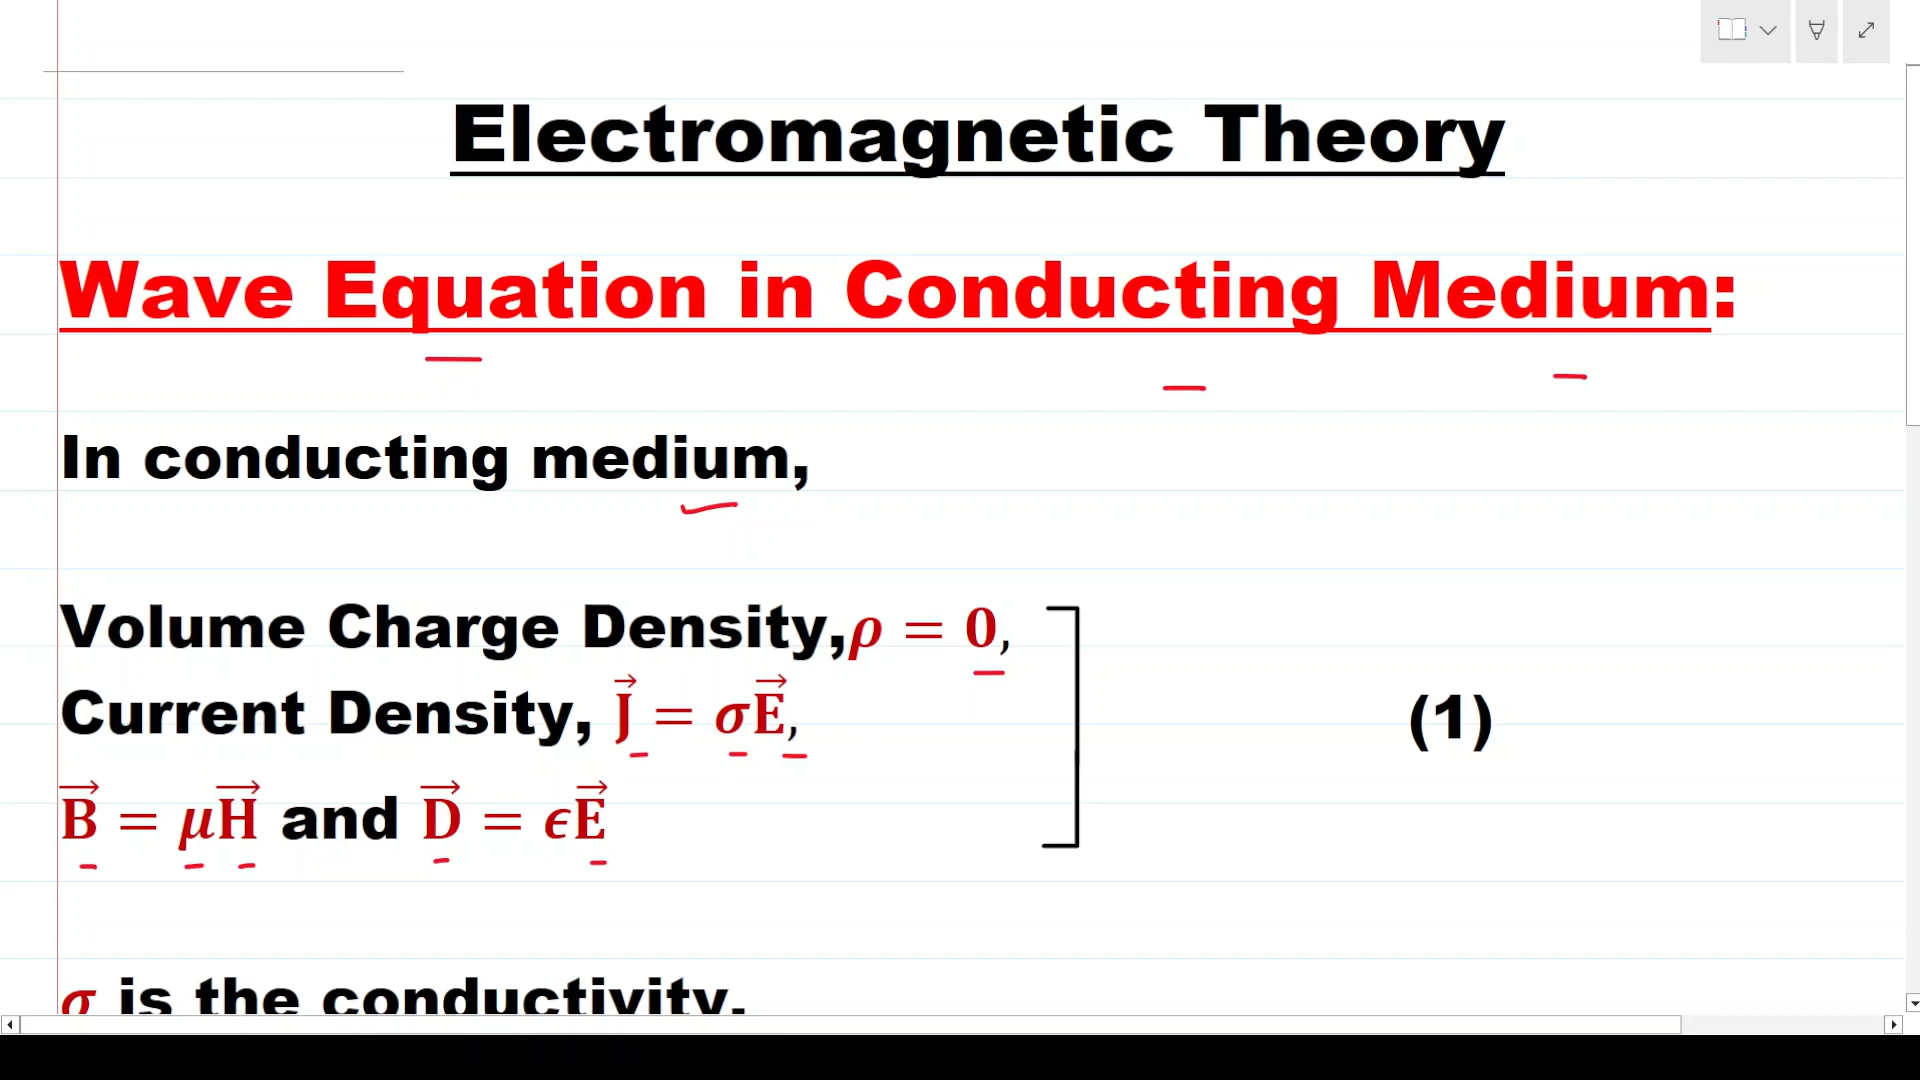 Electromagnetic Theory
Wave Equation in Conducting Medium:
In conducting medium,
Volume Charge Density,ρ = 0,
Current Density, J⃗ = σE⃗,
(1)
B⃗ = μH⃗ and D⃗ = ϵE⃗
σ is the conductivity.